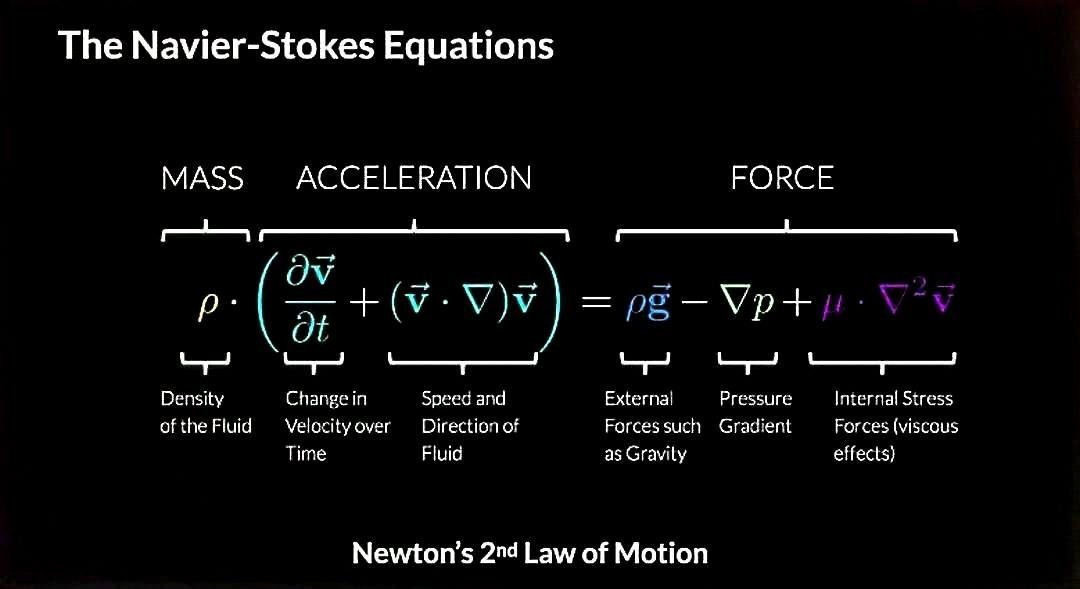 The Navier-Stokes Equations
MASS ACCELERATION FORCE
ρ · ( ∂v⃗/∂t + (v⃗ · ∇)v⃗ ) = ρg⃗ − ∇p + μ · ∇²v⃗
Density
of the Fluid
Change in
Velocity over
Time
Speed and
Direction of
Fluid
External
Forces such
as Gravity
Pressure
Gradient
Internal Stress
Forces (viscous
effects)
Newton's 2nd Law of Motion